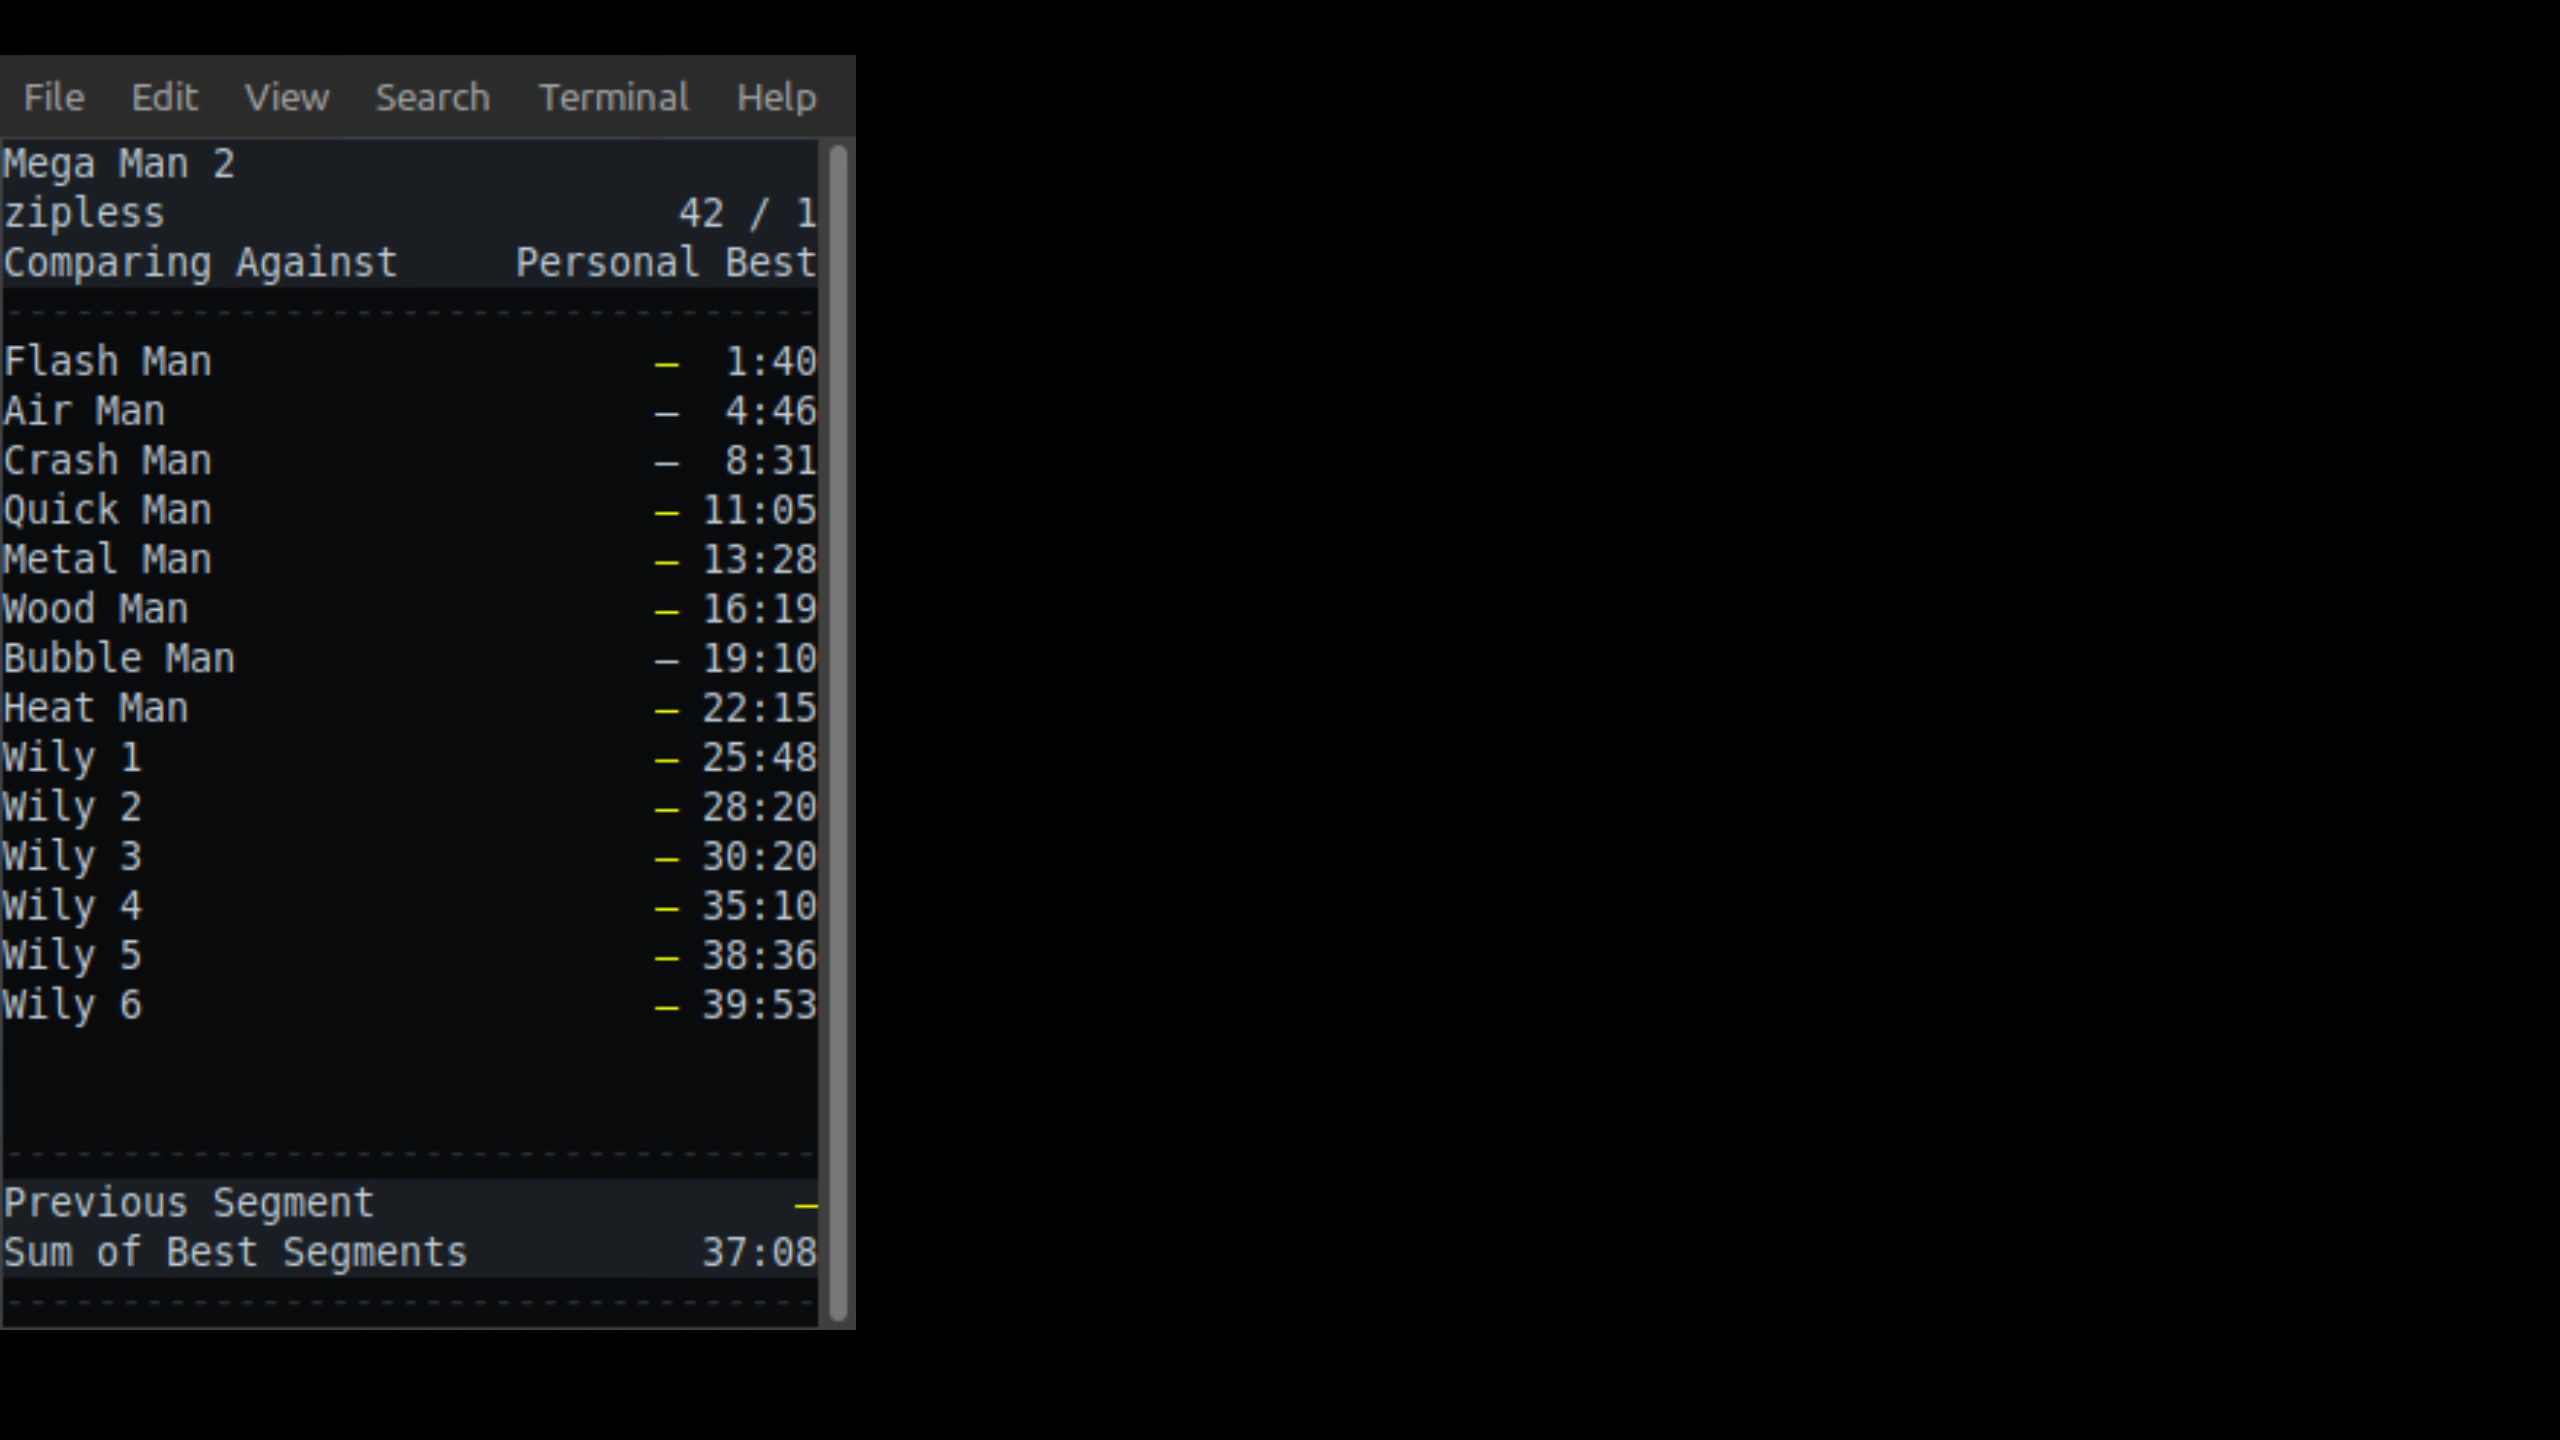 File Edit View Search Terminal Help
Mega Man 2
zipless 42 / 1
Comparing Against Personal Best
-----------------------------------
Flash Man — 1:40
Air Man — 4:46
Crash Man — 8:31
Quick Man — 11:05
Metal Man — 13:28
Wood Man — 16:19
Bubble Man — 19:10
Heat Man — 22:15
Wily 1 — 25:48
Wily 2 — 28:20
Wily 3 — 30:20
Wily 4 — 35:10
Wily 5 — 38:36
Wily 6 — 39:53
-----------------------------------
Previous Segment —
Sum of Best Segments 37:08
-----------------------------------